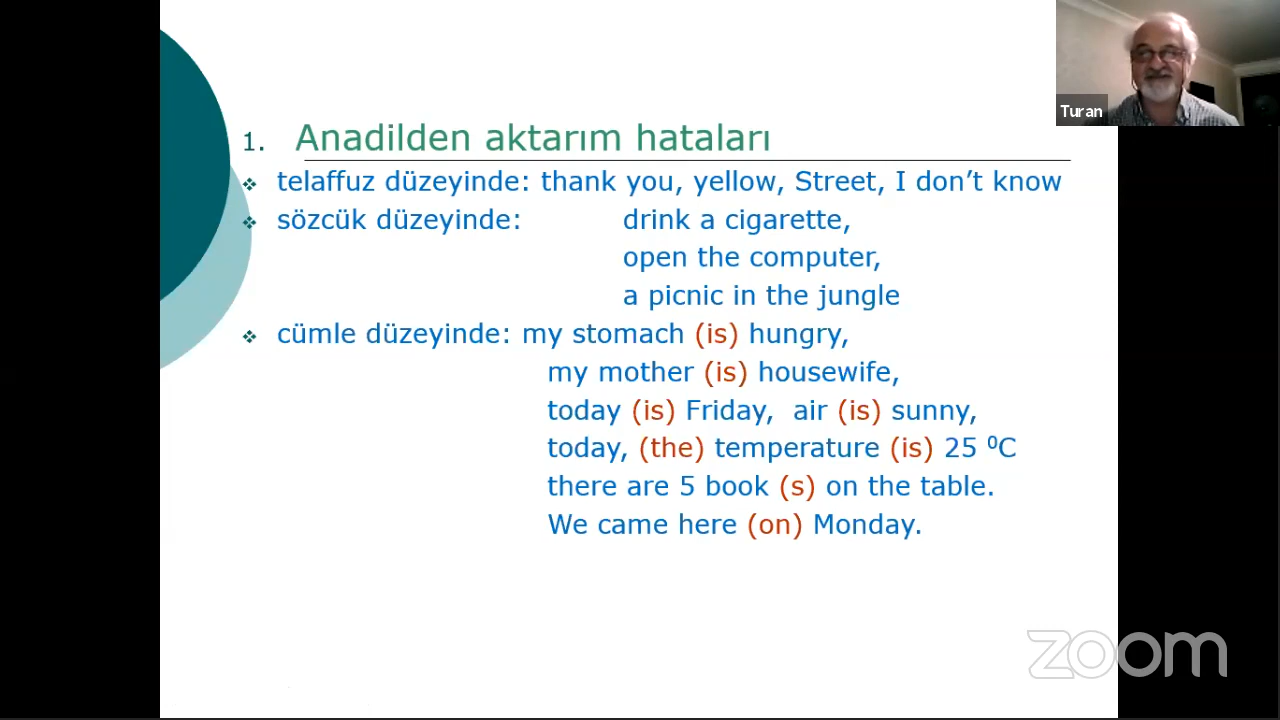 Turan
1. Anadilden aktarım hataları
❖ telaffuz düzeyinde: thank you, yellow, Street, I don’t know
❖ sözcük düzeyinde: drink a cigarette,
open the computer,
a picnic in the jungle
❖ cümle düzeyinde: my stomach (is) hungry,
my mother (is) housewife,
today (is) Friday, air (is) sunny,
today, (the) temperature (is) 25 ⁰C
there are 5 book (s) on the table.
We came here (on) Monday.
zoom